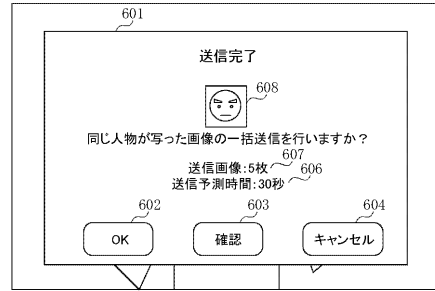 601
送信完了
608
同じ人物が写った画像の一括送信を行いますか？
607
送信画像:5枚
606
送信予測時間:30秒
602 603 604
OK 確認 キャンセル